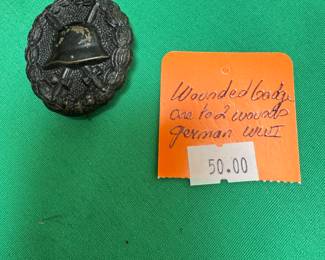 Wounded badge
one to 2 wounds
german WWI
50.00